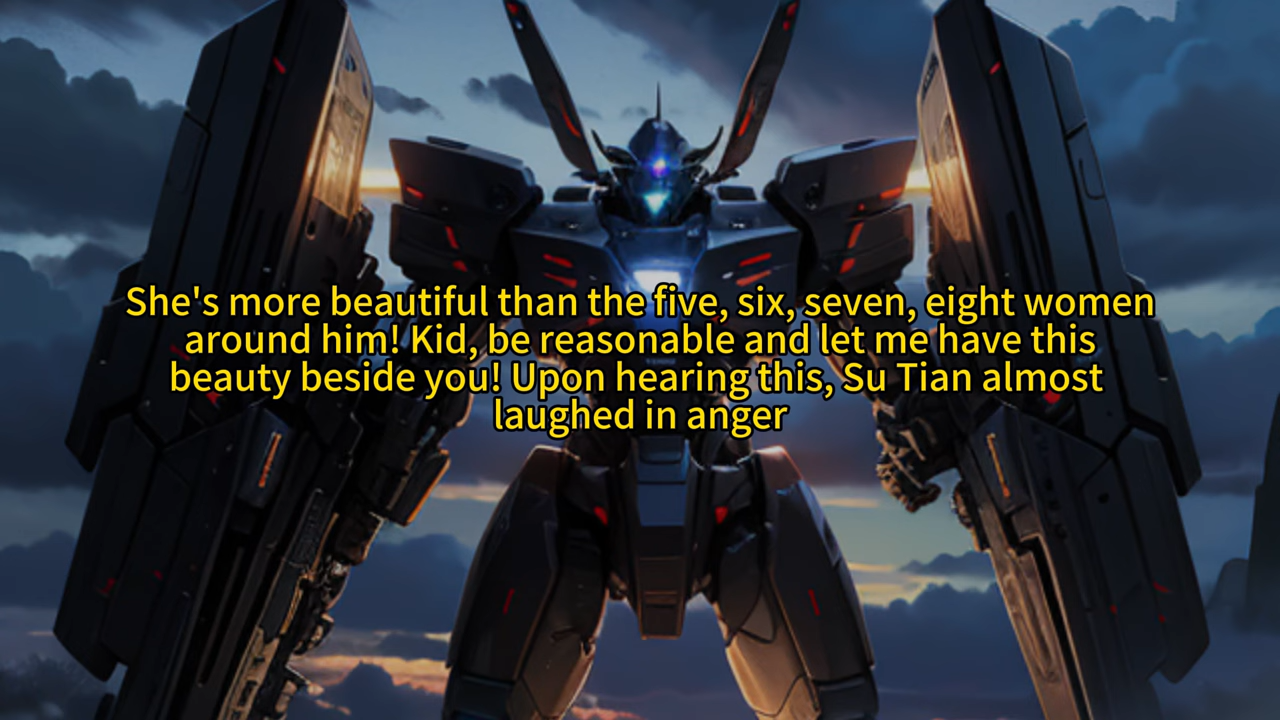 She's more beautiful than the five, six, seven, eight women
around him! Kid, be reasonable and let me have this
beauty beside you! Upon hearing this, Su Tian almost
laughed in anger